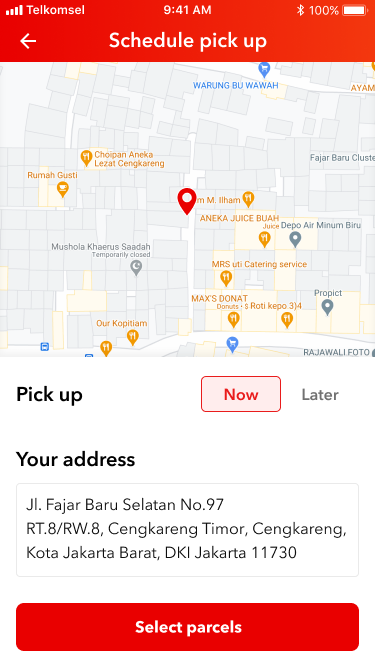 Telkomsel 9:41 AM 100%
Schedule pick up
WARUNG BU WAWAH
AYAM
Choipan Aneka
Lezat Cengkareng
Fajar Baru Cluste
Rumah Gusti
m M. Ilham
ANEKA JUICE BUAH
Juice
Depo Air Minum Biru
Mushola Khaerus Saadah
Temporarily closed
MRS uti Catering service
MAX'S DONAT
Donuts · $
Roti kepo 3)4
Propict
Our Kopitiam
RAJAWALI FOTO
Pick up Now Later
Your address
Jl. Fajar Baru Selatan No.97
RT.8/RW.8, Cengkareng Timor, Cengkareng,
Kota Jakarta Barat, DKI Jakarta 11730
Select parcels